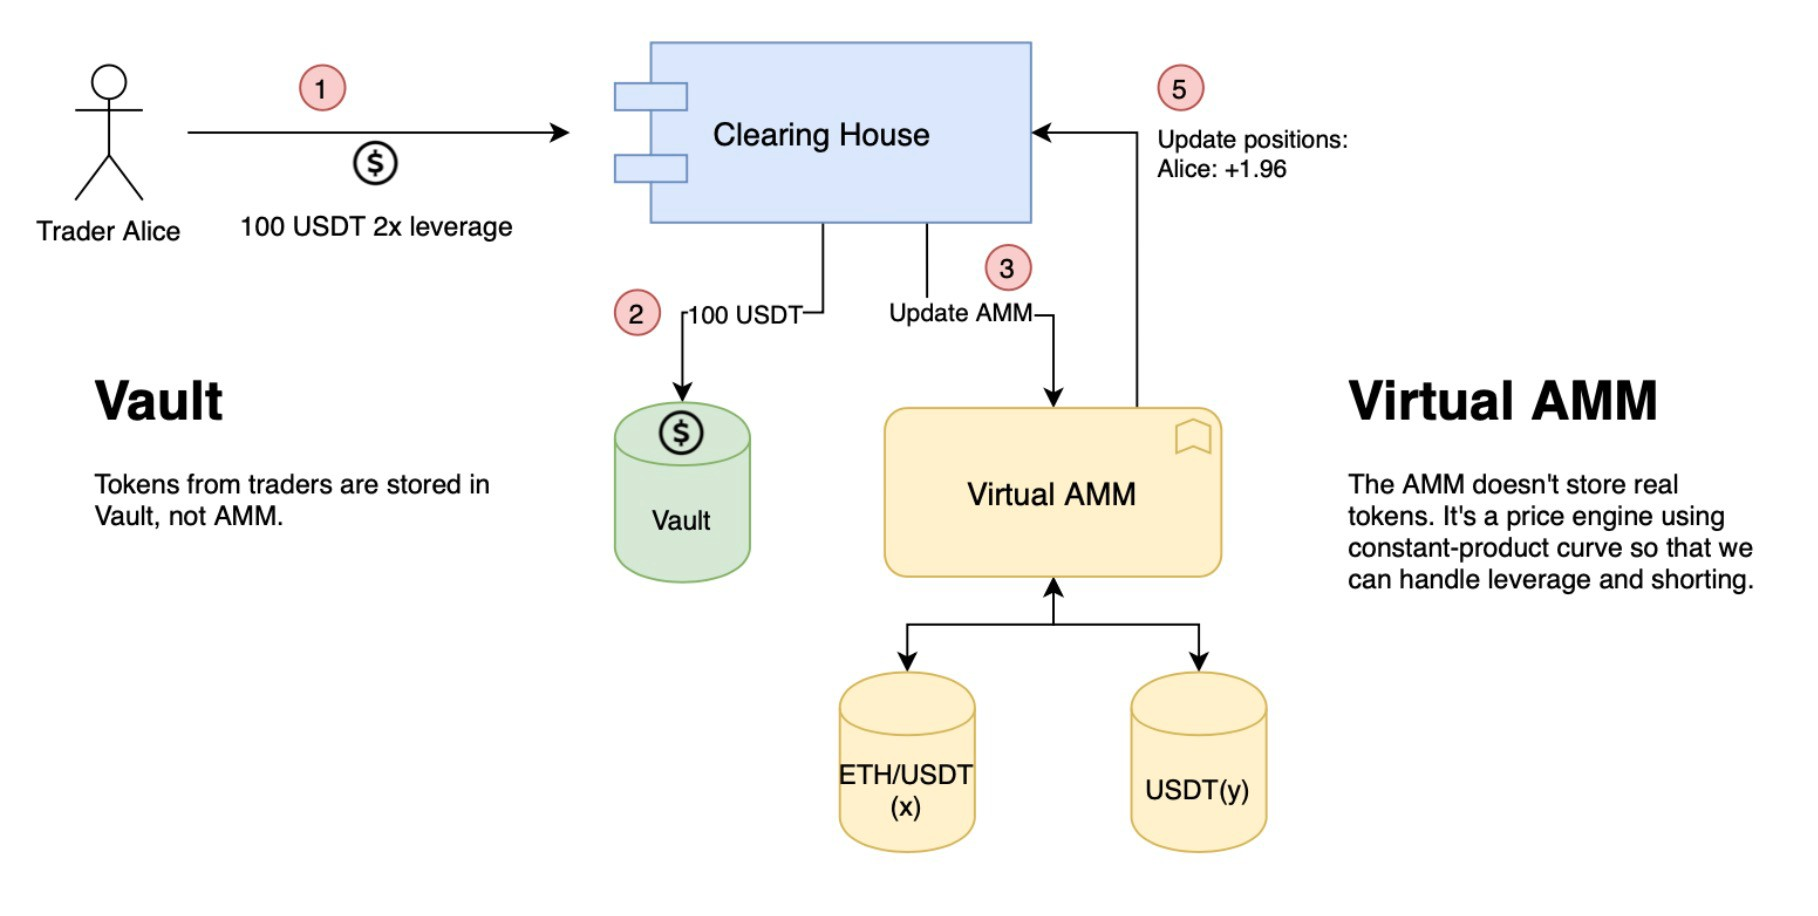 1
$
100 USDT 2x leverage
Trader Alice
Clearing House
5
Update positions:
Alice: +1.96
2
100 USDT
3
Update AMM
Vault
Tokens from traders are stored in
Vault, not AMM.
$
Vault
Virtual AMM
Virtual AMM
The AMM doesn't store real
tokens. It's a price engine using
constant-product curve so that we
can handle leverage and shorting.
ETH/USDT
(x)
USDT(y)